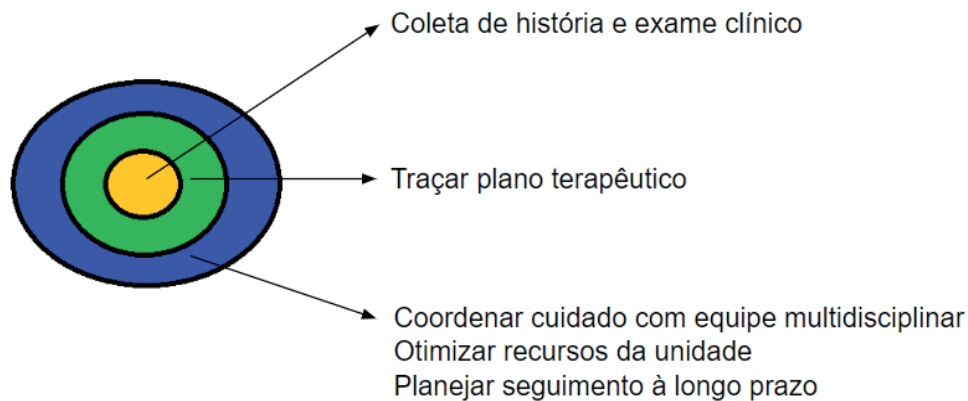 Coleta de história e exame clínico
Traçar plano terapêutico
Coordenar cuidado com equipe multidisciplinar
Otimizar recursos da unidade
Planejar seguimento à longo prazo